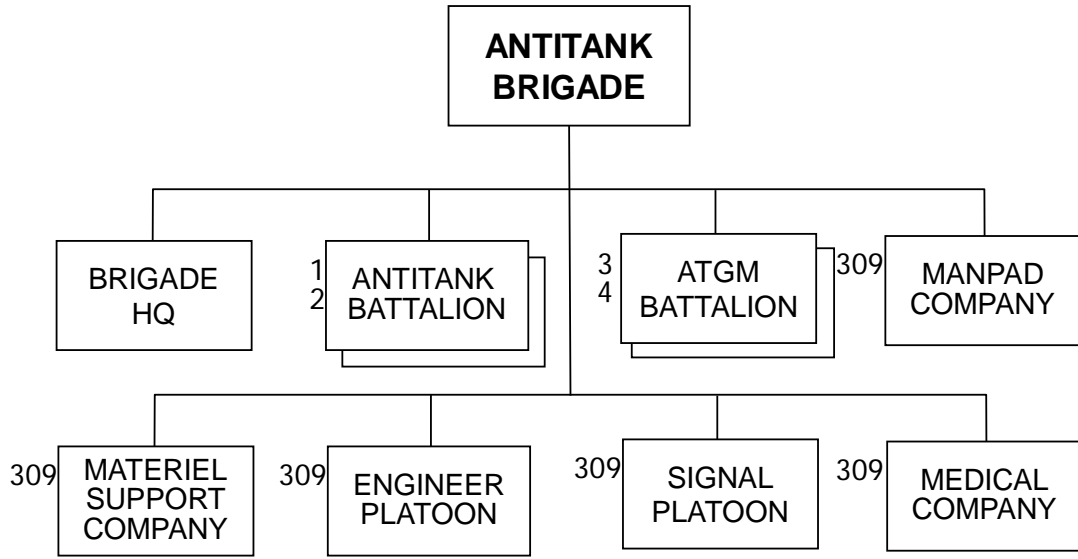 ANTITANK
BRIGADE
BRIGADE
HQ
1
2
ANTITANK
BATTALION
3
4
ATGM
BATTALION
309
MANPAD
COMPANY
309
MATERIEL
SUPPORT
COMPANY
309
ENGINEER
PLATOON
309
SIGNAL
PLATOON
309
MEDICAL
COMPANY